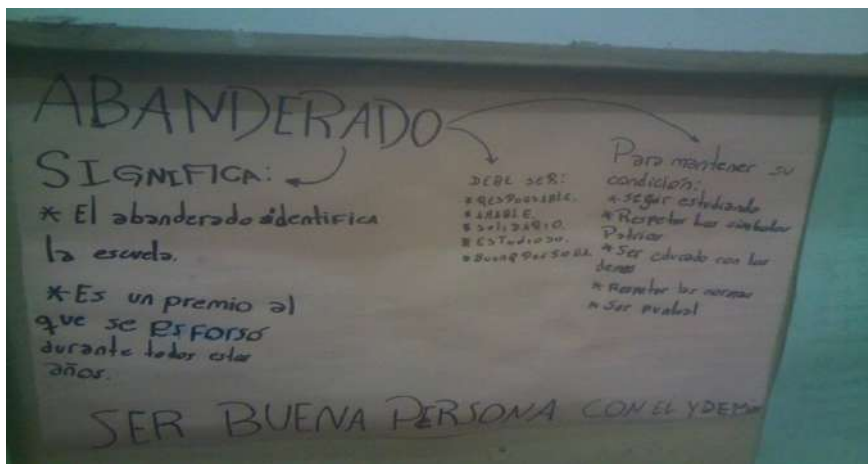 ABANDERADO
SIGNIFICA:
* El abanderado identifica
la escuela.
* Es un premio al
que se esforsó
durante todos estos
años.
DEBE SER:
* RESPONSABLE.
* AMABLE.
* SOLIDARIO.
* ESTUDIOSO.
* BUENA PERSONA.
Para mantener su
condición:
* seguir estudiando
* Respetar los símbolos
Patrios
* Ser educado con los
demás
* Respetar las normas
* Ser puntual
SER BUENA PERSONA CON EL Y DEMÁS